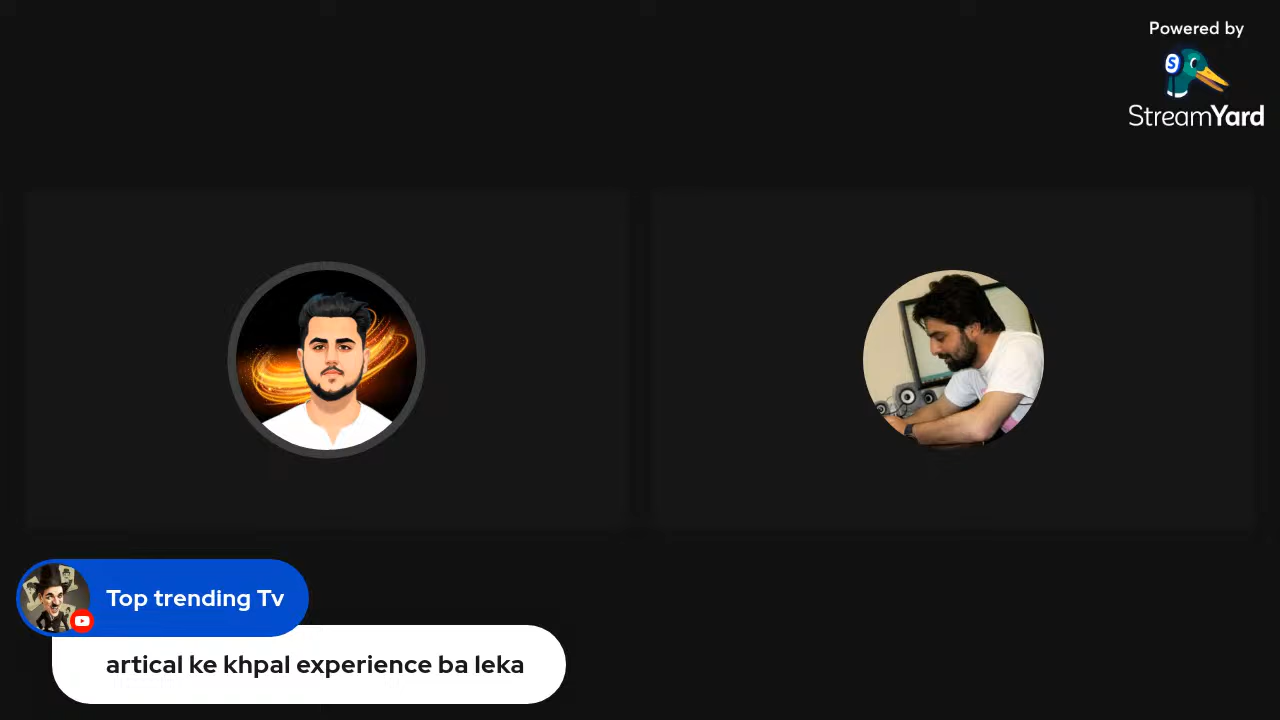 Powered by
StreamYard
Top trending Tv
artical ke khpal experience ba leka